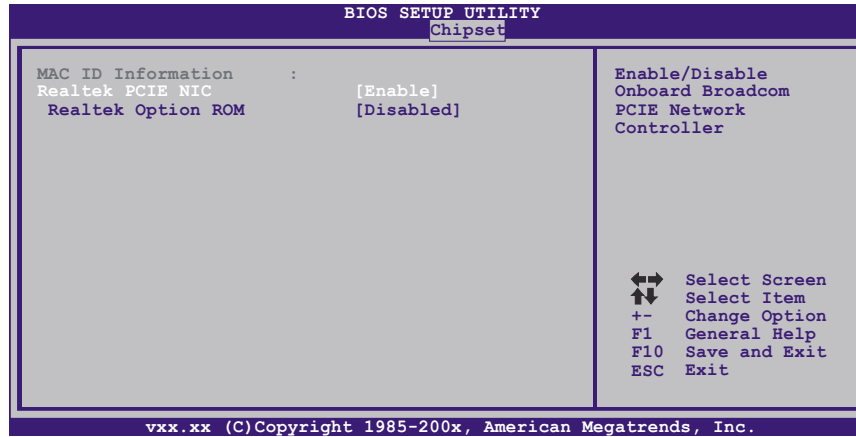 BIOS SETUP UTILITY
Chipset
MAC ID Information :
Realtek PCIE NIC [Enable]
Realtek Option ROM [Disabled]
Enable/Disable
Onboard Broadcom
PCIE Network
Controller
Select Screen
Select Item
+- Change Option
F1 General Help
F10 Save and Exit
ESC Exit
vxx.xx (C)Copyright 1985-200x, American Megatrends, Inc.